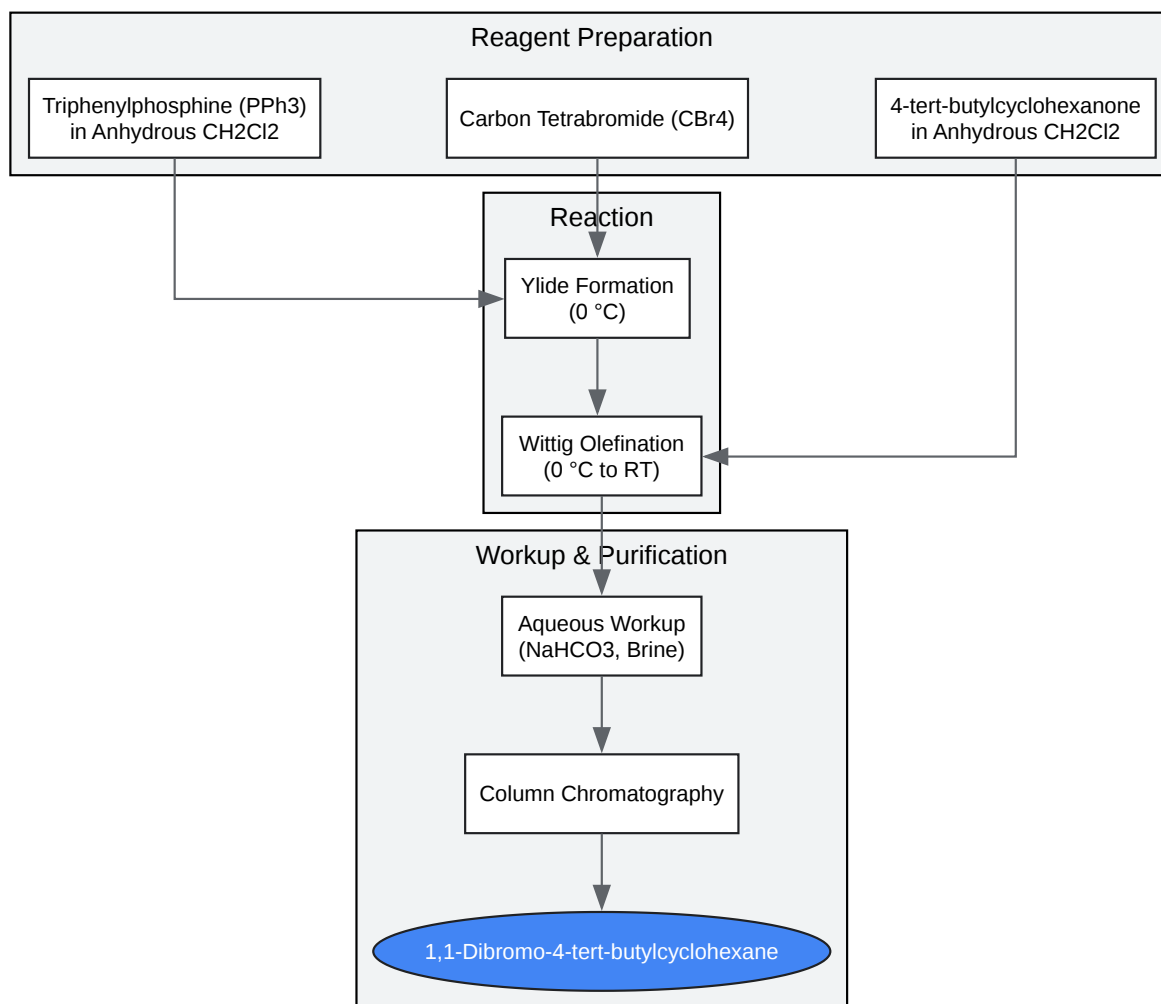 Reagent Preparation
Triphenylphosphine (PPh3)
in Anhydrous CH2Cl2
Carbon Tetrabromide (CBr4)
4-tert-butylcyclohexanone
in Anhydrous CH2Cl2
Reaction
Ylide Formation
(0 °C)
Wittig Olefination
(0 °C to RT)
Workup & Purification
Aqueous Workup
(NaHCO3, Brine)
Column Chromatography
1,1-Dibromo-4-tert-butylcyclohexane